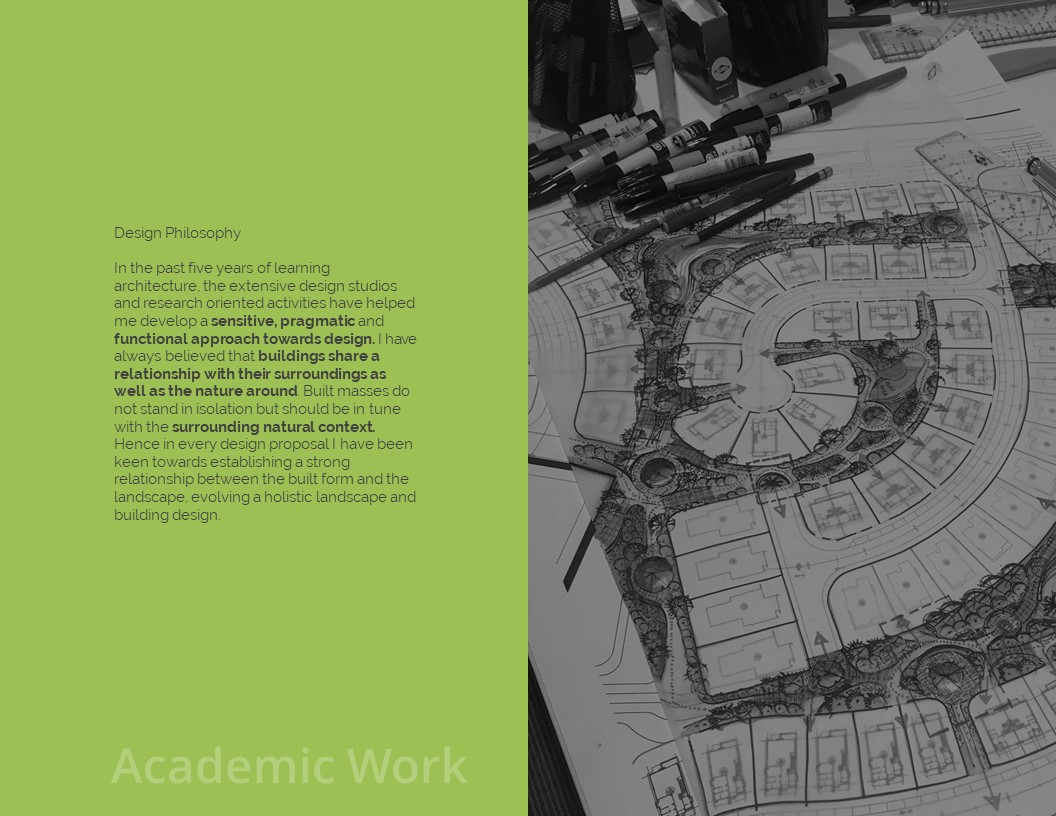 Design Philosophy
In the past five years of learning
architecture, the extensive design studios
and research oriented activities have helped
me develop a sensitive, pragmatic and
functional approach towards design. I have
always believed that buildings share a
relationship with their surroundings as
well as the nature around. Built masses do
not stand in isolation but should be in tune
with the surrounding natural context.
Hence in every design proposal I have been
keen towards establishing a strong
relationship between the built form and the
landscape, evolving a holistic landscape and
building design.
Academic Work